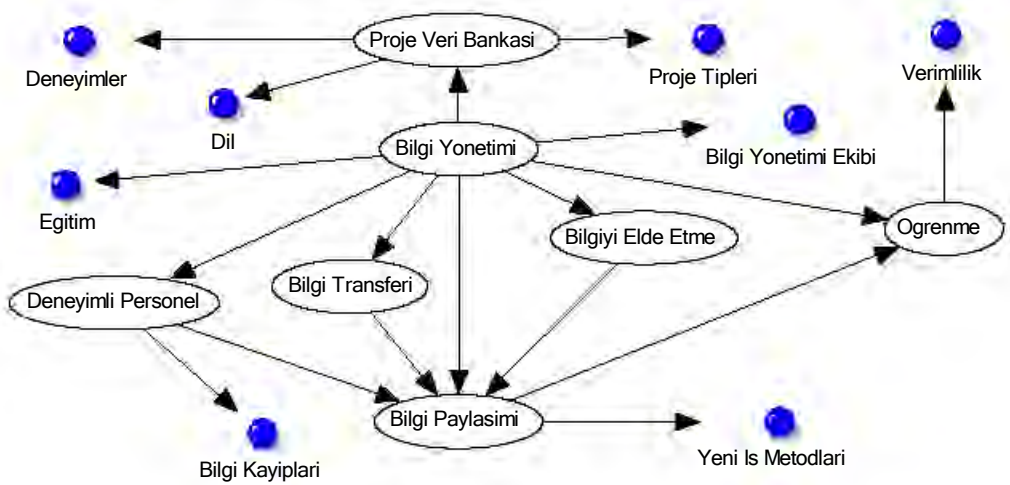 Proje Veri Bankasi
Deneyimler
Proje Tipleri
Verimlilik
Dil
Bilgi Yonetimi
Bilgi Yonetimi Ekibi
Egitim
Bilgiyi Elde Etme
Ogrenme
Bilgi Transferi
Deneyimli Personel
Bilgi Paylasimi
Bilgi Kayiplari
Yeni Is Metodlari